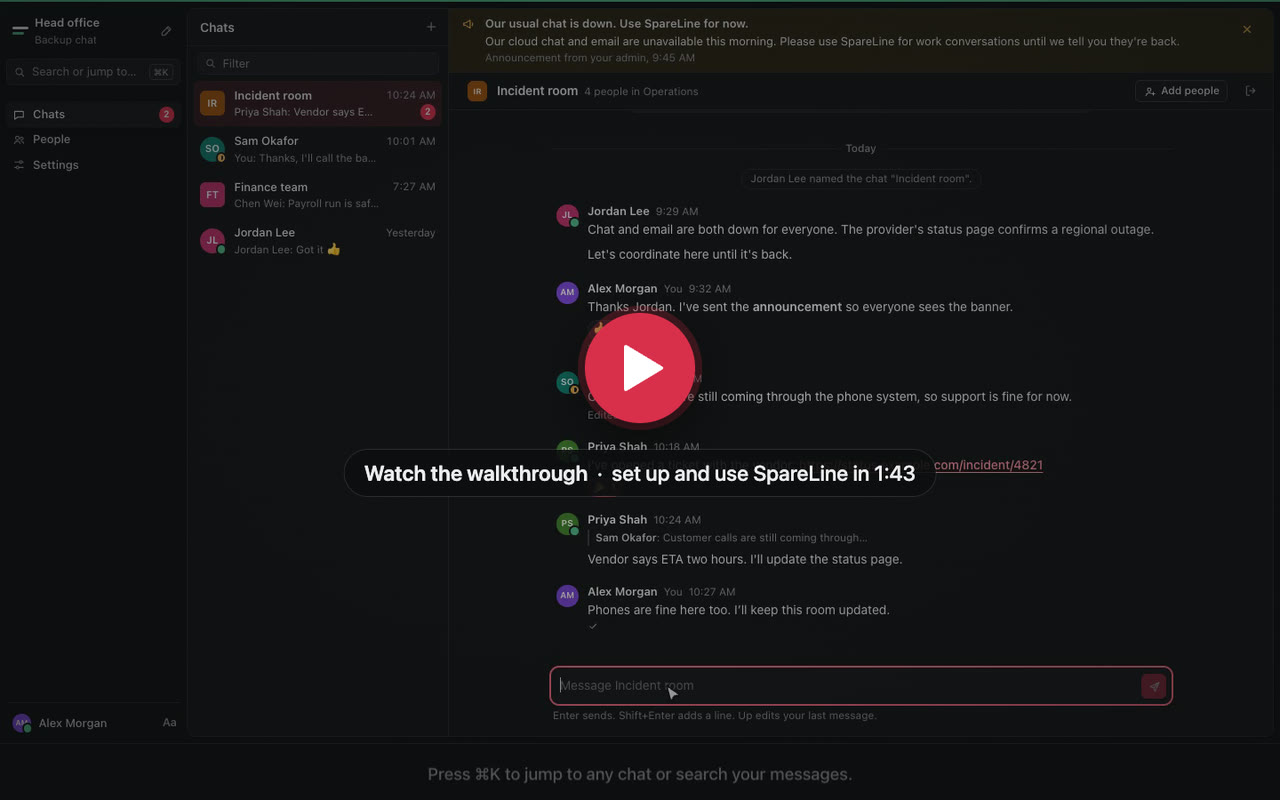 Head office
Backup chat
Search or jump to... ⌘K
Chats 2
People
Settings
AM Alex Morgan Aa
Chats +
Filter
IR Incident room 10:24 AM
Priya Shah: Vendor says E... 2
SO Sam Okafor 10:01 AM
You: Thanks, I'll call the ba...
FT Finance team 7:27 AM
Chen Wei: Payroll run is saf...
JL Jordan Lee Yesterday
Jordan Lee: Got it 👍
Our usual chat is down. Use SpareLine for now.
Our cloud chat and email are unavailable this morning. Please use SpareLine for work conversations until we tell you they're back.
Announcement from your admin, 9:45 AM
IR Incident room 4 people in Operations Add people
Today
Jordan Lee named the chat "Incident room".
JL Jordan Lee 9:29 AM
Chat and email are both down for everyone. The provider's status page confirms a regional outage.
Let's coordinate here until it's back.
AM Alex Morgan You 9:32 AM
Thanks Jordan. I've sent the announcement so everyone sees the banner.
SO
still coming through the phone system, so support is fine for now.
PS Priya Shah 10:18 AM
com/incident/4821
Watch the walkthrough · set up and use SpareLine in 1:43
PS Priya Shah 10:24 AM
Sam Okafor: Customer calls are still coming through...
Vendor says ETA two hours. I'll update the status page.
AM Alex Morgan You 10:27 AM
Phones are fine here too. I'll keep this room updated.
Message Incident room
Enter sends. Shift+Enter adds a line. Up edits your last message.
Press ⌘K to jump to any chat or search your messages.